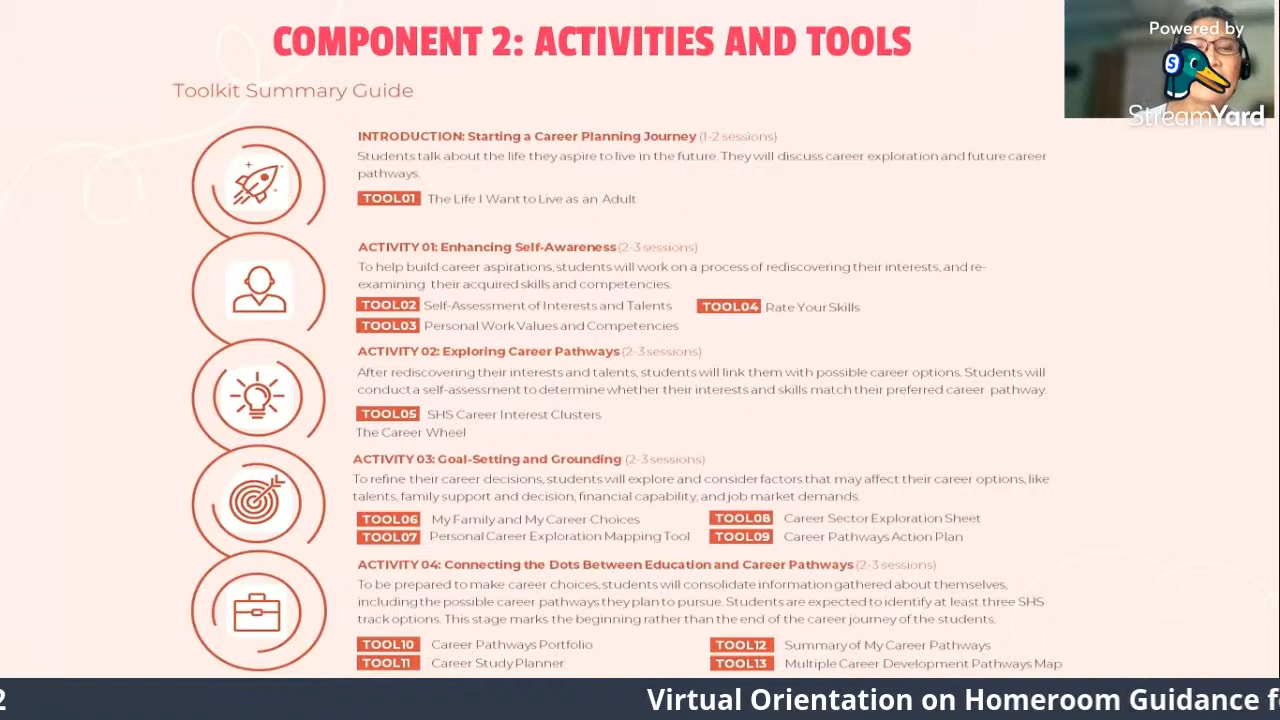 COMPONENT 2: ACTIVITIES AND TOOLS
Powered by
S
StreamYard
Toolkit Summary Guide
INTRODUCTION: Starting a Career Planning Journey (1-2 sessions)
Students talk about the life they aspire to live in the future. They will discuss career exploration and future career
pathways.
TOOL01 The Life I Want to Live as an Adult
ACTIVITY 01: Enhancing Self-Awareness (2-3 sessions)
To help build career aspirations, students will work on a process of rediscovering their interests, and re-
examining their acquired skills and competencies.
TOOL02 Self-Assessment of Interests and Talents TOOL04 Rate Your Skills
TOOL03 Personal Work Values and Competencies
ACTIVITY 02: Exploring Career Pathways (2-3 sessions)
After rediscovering their interests and talents, students will link them with possible career options. Students will
conduct a self-assessment to determine whether their interests and skills match their preferred career pathway.
TOOL05 SHS Career Interest Clusters
The Career Wheel
ACTIVITY 03: Goal-Setting and Grounding (2-3 sessions)
To refine their career decisions, students will explore and consider factors that may affect their career options, like
talents, family support and decision, financial capability, and job market demands.
TOOL06 My Family and My Career Choices TOOL08 Career Sector Exploration Sheet
TOOL07 Personal Career Exploration Mapping Tool TOOL09 Career Pathways Action Plan
ACTIVITY 04: Connecting the Dots Between Education and Career Pathways (2-3 sessions)
To be prepared to make career choices, students will consolidate information gathered about themselves,
including the possible career pathways they plan to pursue. Students are expected to identify at least three SHS
track options. This stage marks the beginning rather than the end of the career journey of the students.
TOOL10 Career Pathways Portfolio TOOL12 Summary of My Career Pathways
TOOL11 Career Study Planner TOOL13 Multiple Career Development Pathways Map
2 Virtual Orientation on Homeroom Guidance f